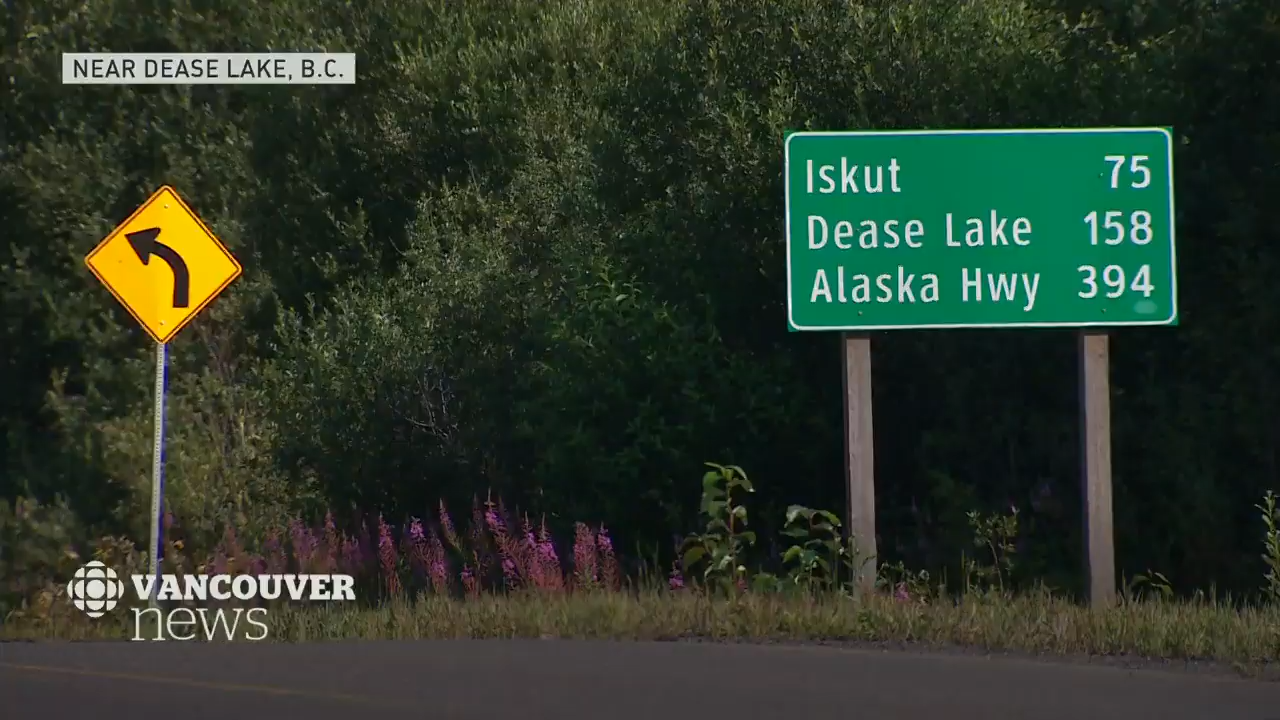 NEAR DEASE LAKE, B.C.
Iskut 75
Dease Lake 158
Alaska Hwy 394
VANCOUVER
news